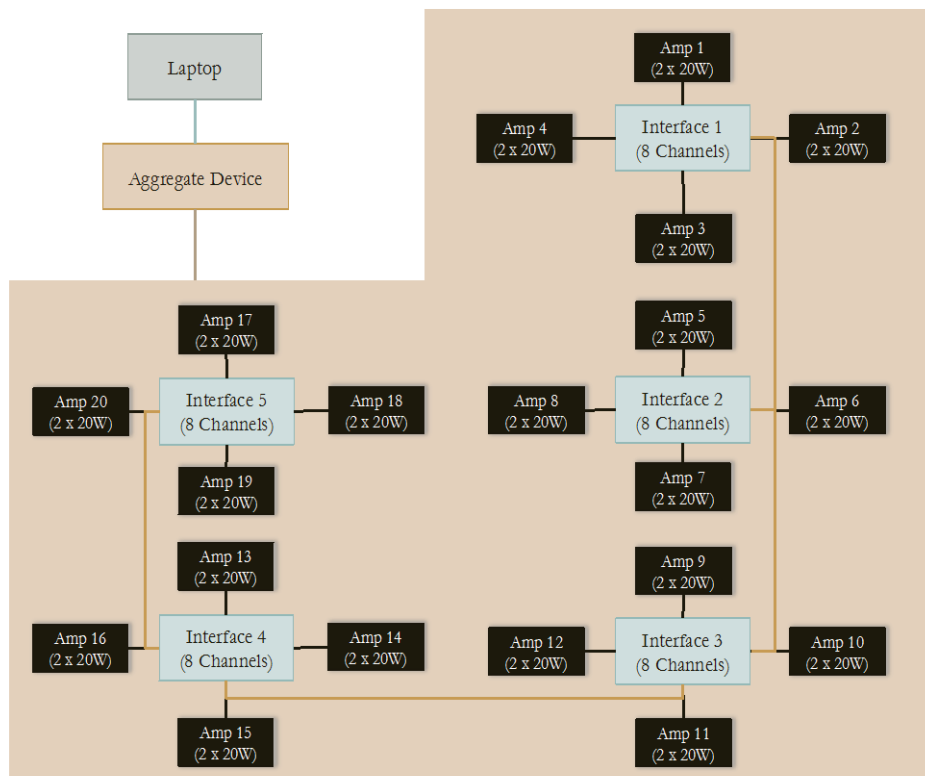 Laptop
Aggregate Device
Amp 1
(2 x 20W)
Amp 4
(2 x 20W)
Interface 1
(8 Channels)
Amp 2
(2 x 20W)
Amp 3
(2 x 20W)
Amp 5
(2 x 20W)
Amp 8
(2 x 20W)
Interface 2
(8 Channels)
Amp 6
(2 x 20W)
Amp 7
(2 x 20W)
Amp 9
(2 x 20W)
Amp 12
(2 x 20W)
Interface 3
(8 Channels)
Amp 10
(2 x 20W)
Amp 11
(2 x 20W)
Amp 17
(2 x 20W)
Amp 20
(2 x 20W)
Interface 5
(8 Channels)
Amp 18
(2 x 20W)
Amp 19
(2 x 20W)
Amp 13
(2 x 20W)
Amp 16
(2 x 20W)
Interface 4
(8 Channels)
Amp 14
(2 x 20W)
Amp 15
(2 x 20W)